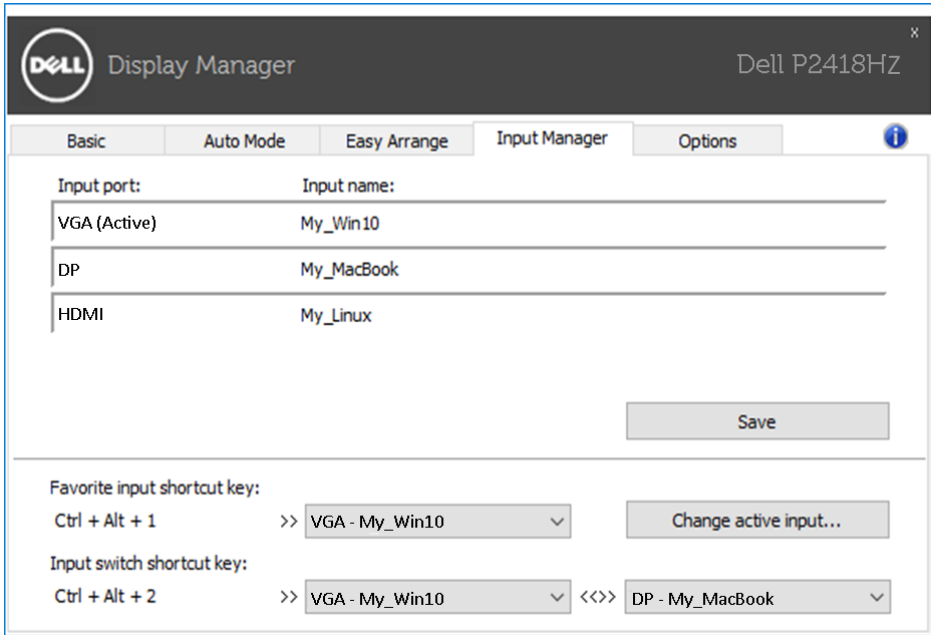 DELL Display Manager Dell P2418HZ x
Basic Auto Mode Easy Arrange Input Manager Options i
Input port: Input name:
VGA (Active) My_Win10
DP My_MacBook
HDMI My_Linux
Save
Favorite input shortcut key:
Ctrl + Alt + 1 >> VGA - My_Win10 Change active input...
Input switch shortcut key:
Ctrl + Alt + 2 >> VGA - My_Win10 <<>> DP - My_MacBook